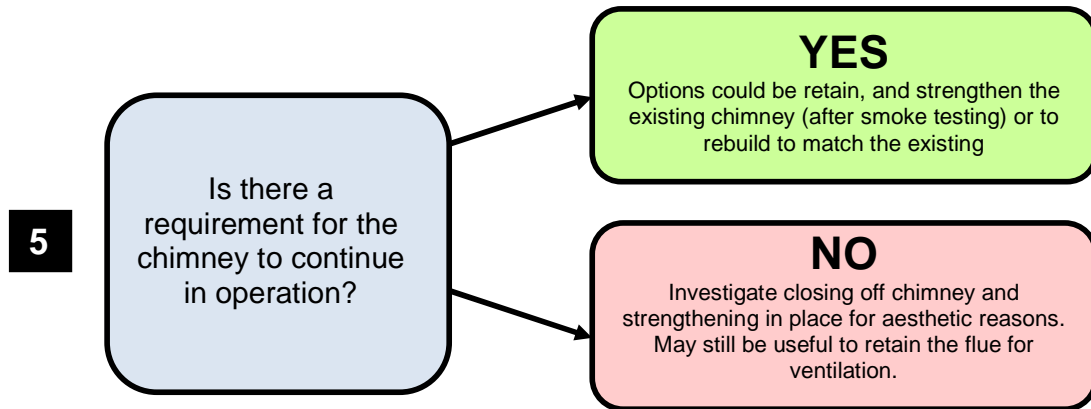 5
Is there a
requirement for the
chimney to continue
in operation?
YES
Options could be retain, and strengthen the
existing chimney (after smoke testing) or to
rebuild to match the existing
NO
Investigate closing off chimney and
strengthening in place for aesthetic reasons.
May still be useful to retain the flue for
ventilation.